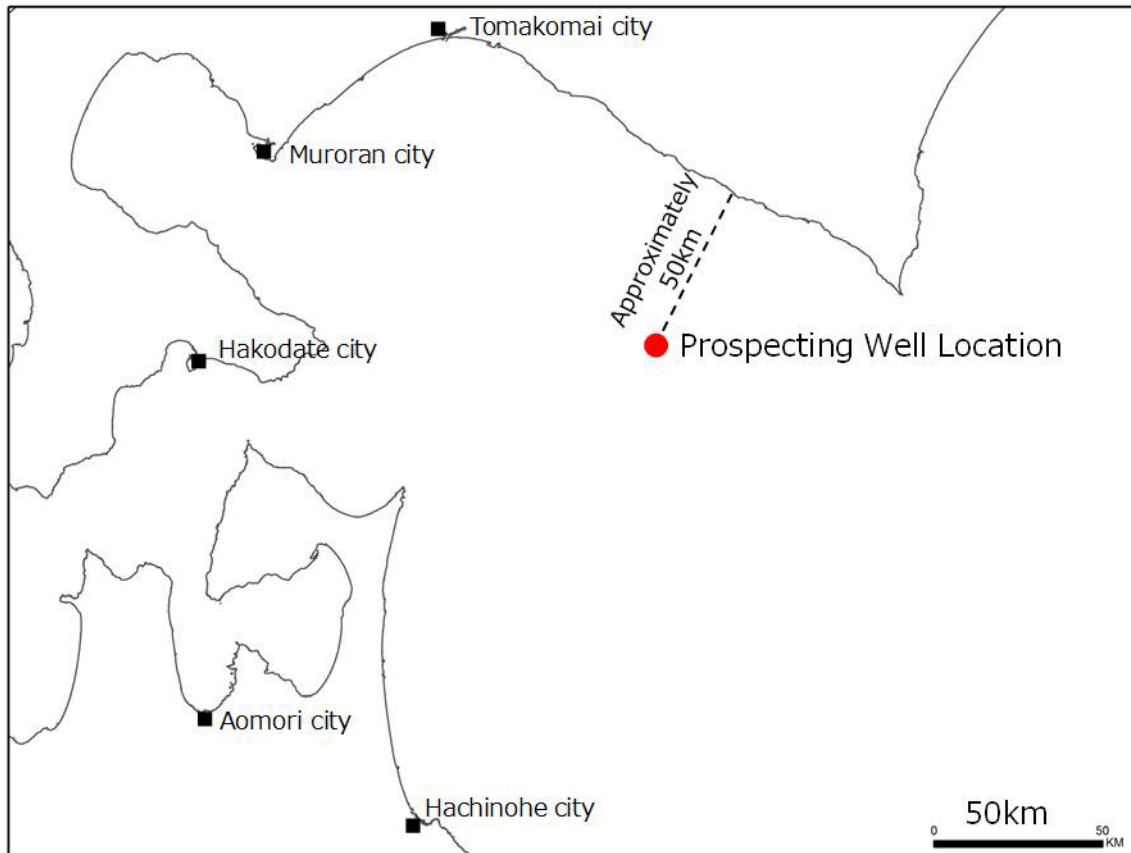 Tomakomai city
Muroran city
Approximately
50km
Hakodate city
Prospecting Well Location
Aomori city
Hachinohe city
50km
0 50
KM